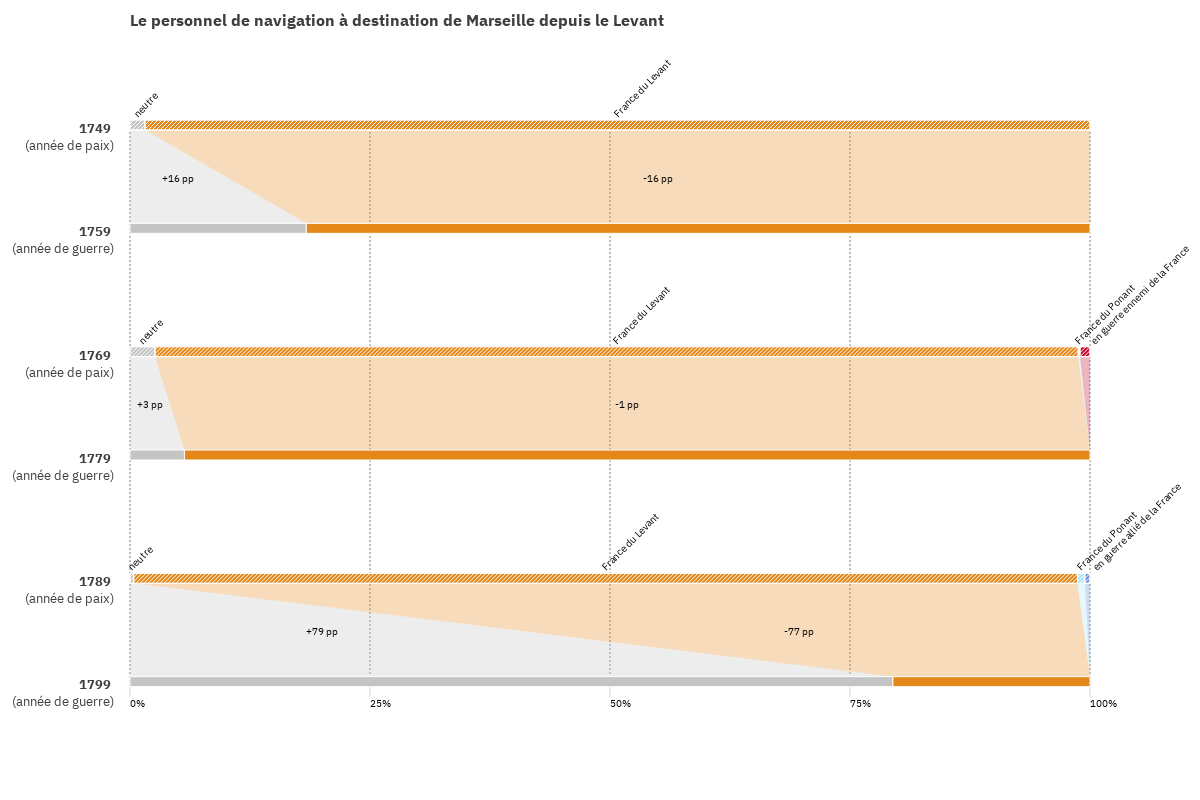 Le personnel de navigation à destination de Marseille depuis le Levant
neutre
France du Levant
1749
(année de paix)
+16 pp
-16 pp
1759
(année de guerre)
neutre
France du Levant
France du Ponant
en guerre ennemi de la France
1769
(année de paix)
+3 pp
-1 pp
1779
(année de guerre)
neutre
France du Levant
France du Ponant
en guerre allié de la France
1789
(année de paix)
+79 pp
-77 pp
1799
(année de guerre)
0%
25%
50%
75%
100%